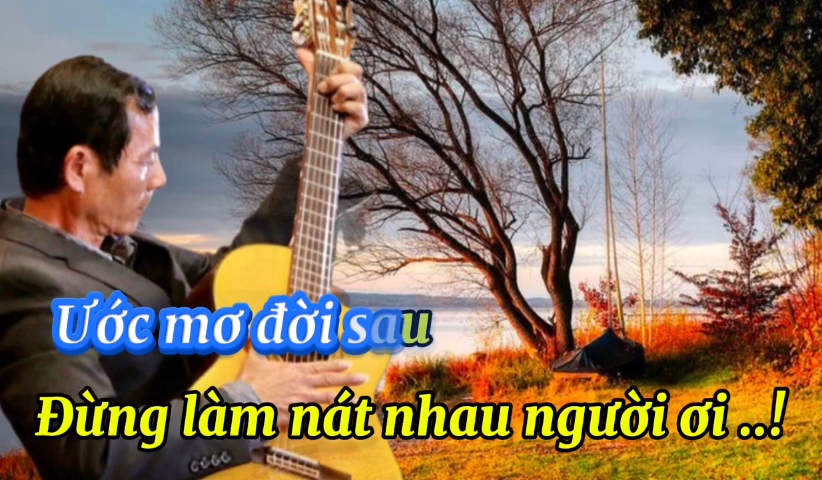 Ước mơ đời sau
Đừng làm nát nhau người ơi ..!